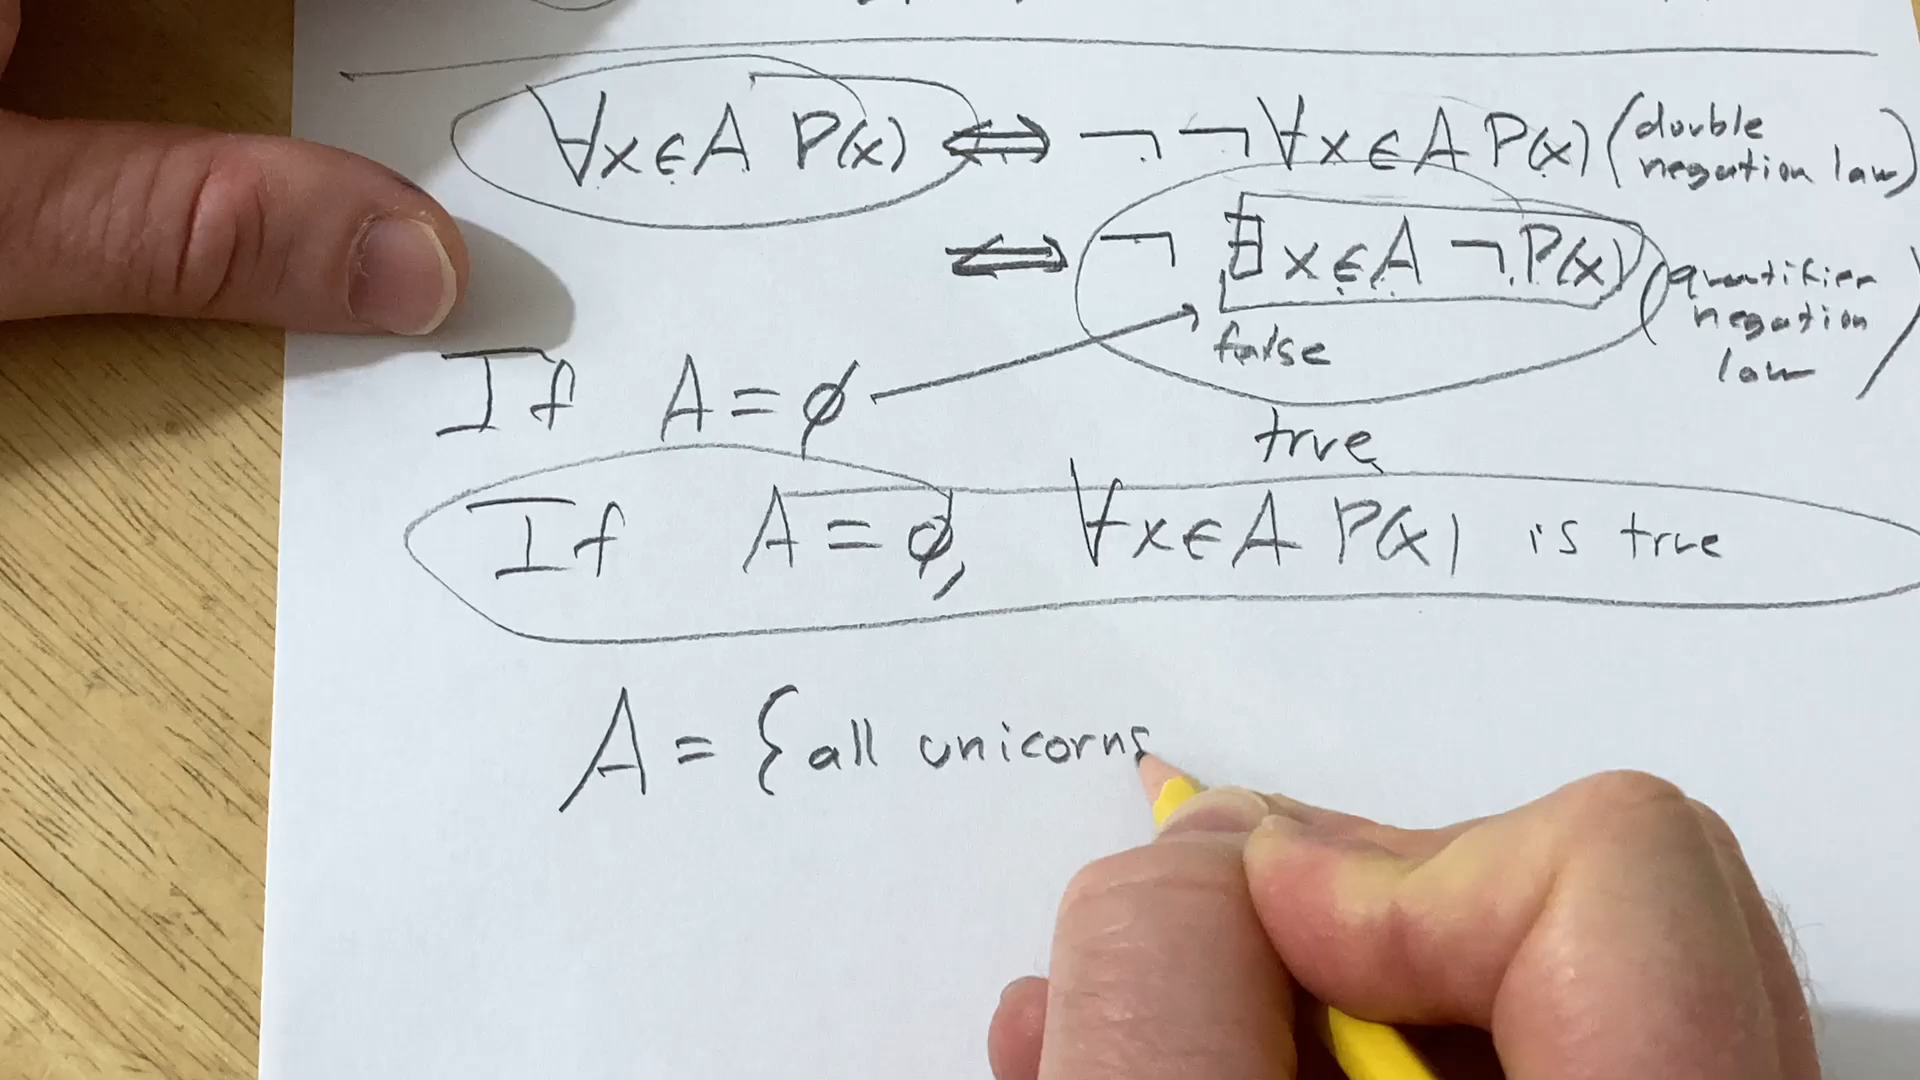 ∀x∈A P(x) ⟺ ¬¬∀x∈A P(x) (double negation law)
⟺ ¬∃x∈A ¬P(x) (quantifier negation law)
false
If A = ∅
true
If A = ∅, ∀x∈A P(x) is true
A = {all unicorns